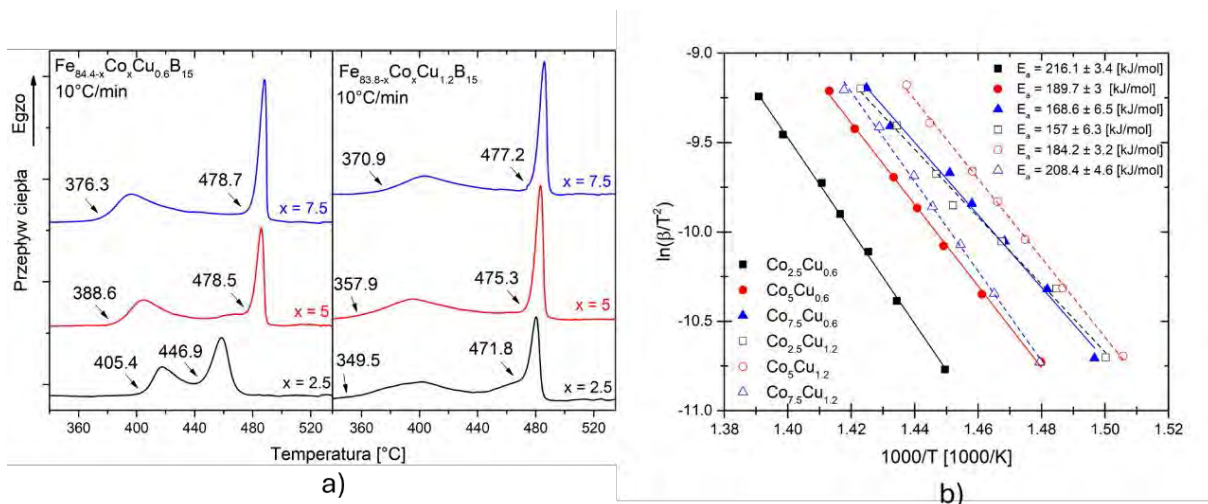 Fe84.4-xCoxCu0.6B15
10°C/min
Egzo
Przepływ ciepła
376.3
478.7
x = 7.5
388.6
478.5
x = 5
405.4
446.9
x = 2.5
360
400
440
480
520
Fe83.8-xCoxCu1.2B15
10°C/min
370.9
477.2
x = 7.5
357.9
475.3
x = 5
349.5
471.8
x = 2.5
360
400
440
480
520
Temperatura [°C]
a)
ln(β/T²)
-9.0
-9.5
-10.0
-10.5
-11.0
Ea = 216.1 ± 3.4 [kJ/mol]
Ea = 189.7 ± 3 [kJ/mol]
Ea = 168.6 ± 6.5 [kJ/mol]
Ea = 157 ± 6.3 [kJ/mol]
Ea = 184.2 ± 3.2 [kJ/mol]
Ea = 208.4 ± 4.6 [kJ/mol]
Co2.5Cu0.6
Co5Cu0.6
Co7.5Cu0.6
Co2.5Cu1.2
Co5Cu1.2
Co7.5Cu1.2
1.38
1.40
1.42
1.44
1.46
1.48
1.50
1.52
1000/T [1000/K]
b)